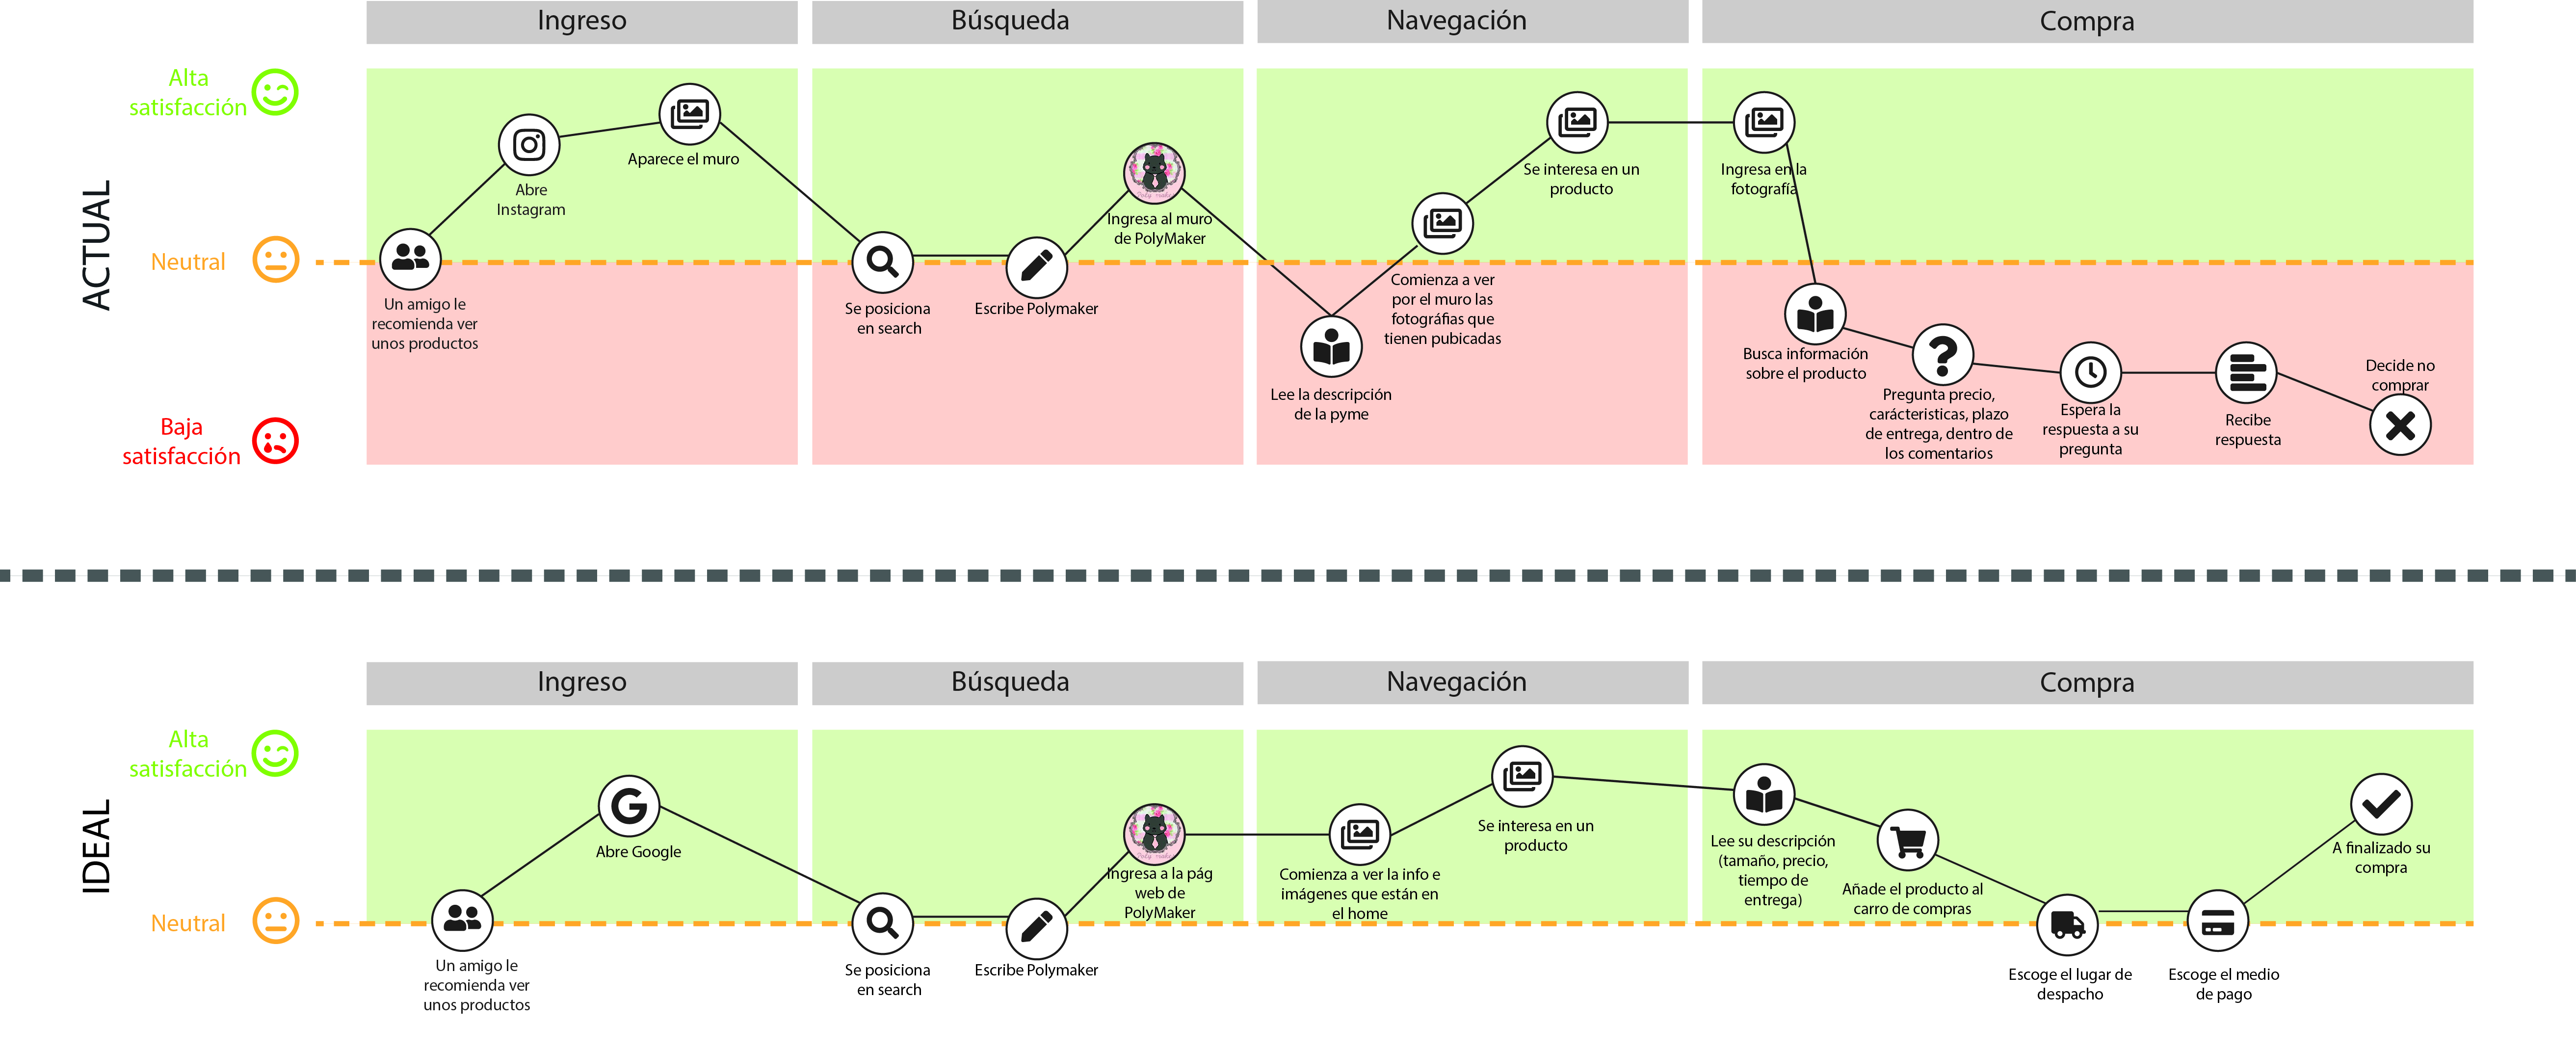 Ingreso
Búsqueda
Navegación
Compra
ACTUAL
Alta
satisfacción
Neutral
Baja
satisfacción
Un amigo le
recomienda ver
unos productos
Abre
Instagram
Aparece el muro
Se posiciona
en search
Escribe Polymaker
Ingresa al muro
de PolyMaker
Lee la descripción
de la pyme
Comienza a ver
por el muro las
fotográfias que
tienen pubicadas
Se interesa en un
producto
Ingresa en la
fotografía
Busca información
sobre el producto
Pregunta precio,
carácteristicas, plazo
de entrega, dentro de
los comentarios
Espera la
respuesta a su
pregunta
Recibe
respuesta
Decide no
comprar
Ingreso
Búsqueda
Navegación
Compra
IDEAL
Alta
satisfacción
Neutral
Un amigo le
recomienda ver
unos productos
Abre Google
Se posiciona
en search
Escribe Polymaker
Ingresa a la pág
web de
PolyMaker
Comienza a ver la info e
imágenes que están en
el home
Se interesa en un
producto
Lee su descripción
(tamaño, precio,
tiempo de
entrega)
Añade el producto al
carro de compras
Escoge el lugar de
despacho
Escoge el medio
de pago
A finalizado su
compra